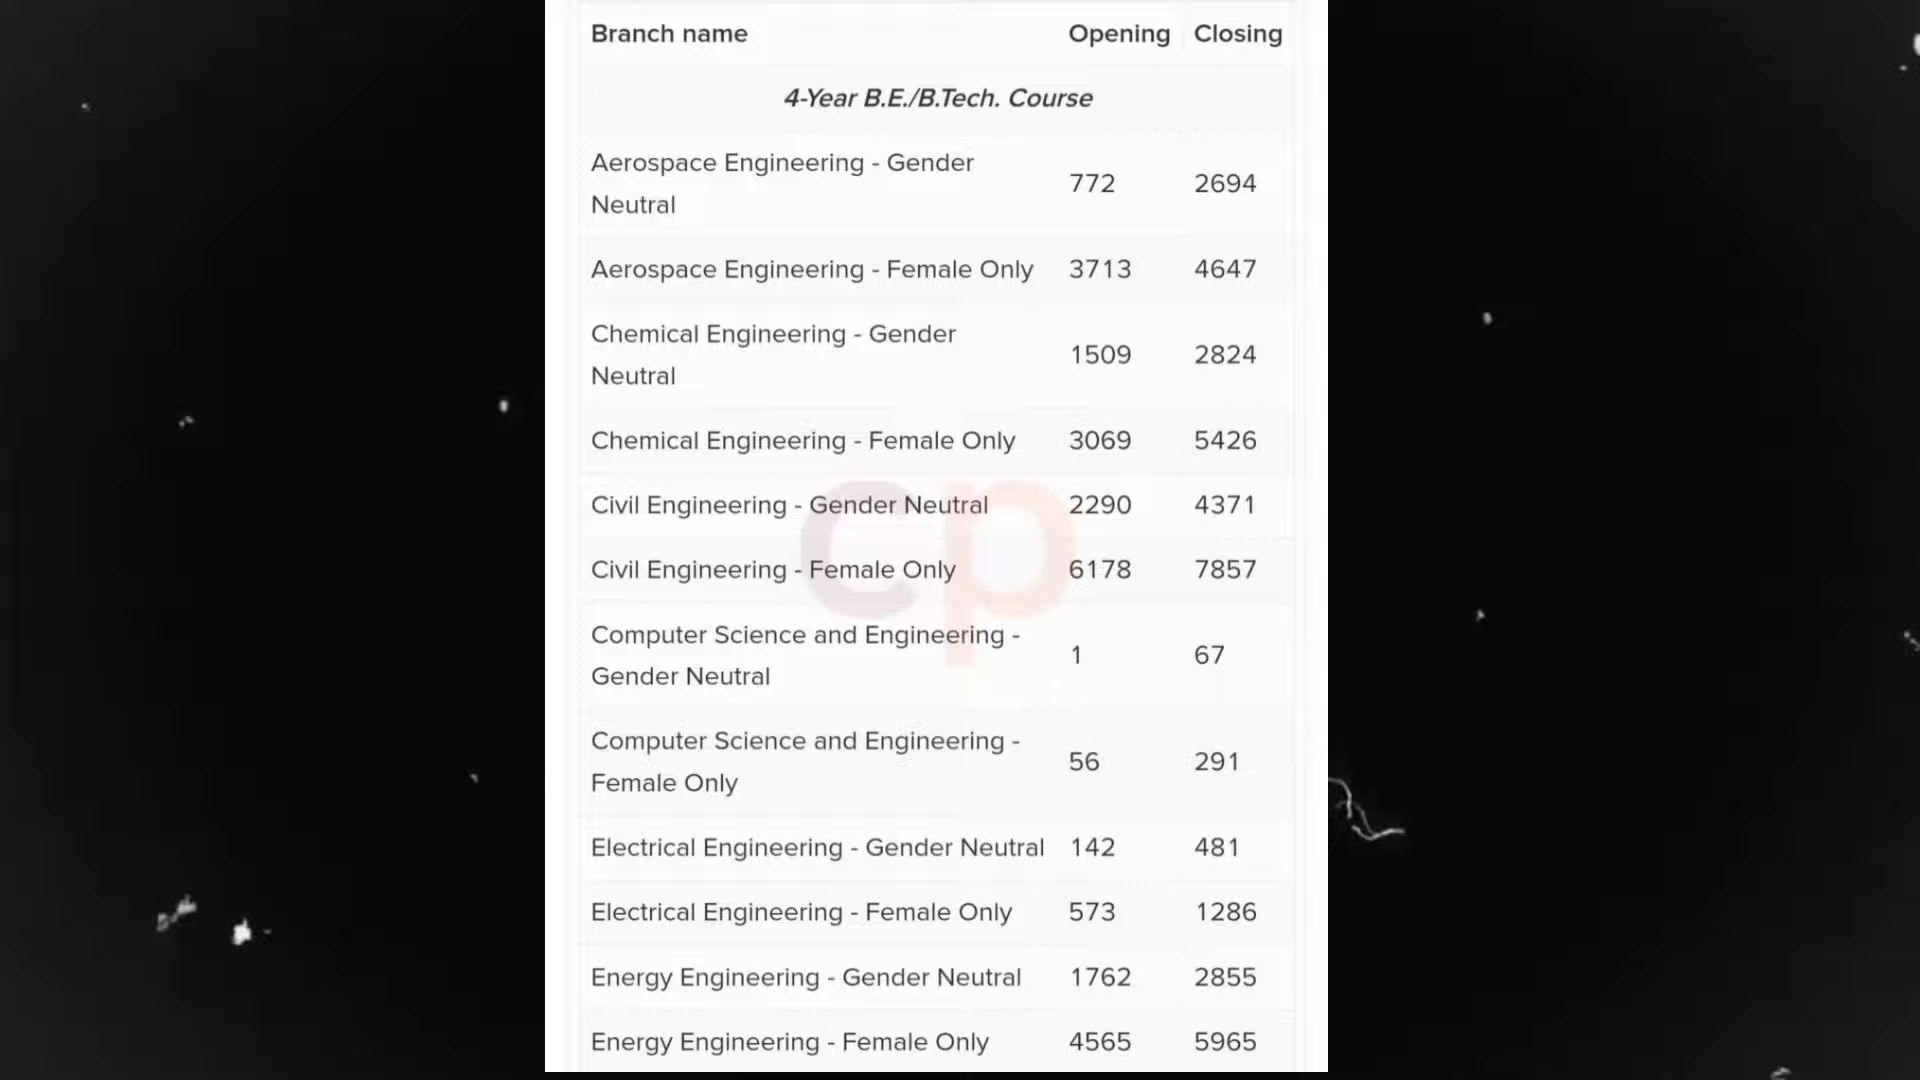 Branch name Opening Closing
4-Year B.E./B.Tech. Course
Aerospace Engineering - Gender
Neutral
772 2694
Aerospace Engineering - Female Only 3713 4647
Chemical Engineering - Gender
Neutral
1509 2824
Chemical Engineering - Female Only 3069 5426
Civil Engineering - Gender Neutral 2290 4371
Civil Engineering - Female Only 6178 7857
Computer Science and Engineering -
Gender Neutral
1 67
Computer Science and Engineering -
Female Only
56 291
Electrical Engineering - Gender Neutral 142 481
Electrical Engineering - Female Only 573 1286
Energy Engineering - Gender Neutral 1762 2855
Energy Engineering - Female Only 4565 5965
cp